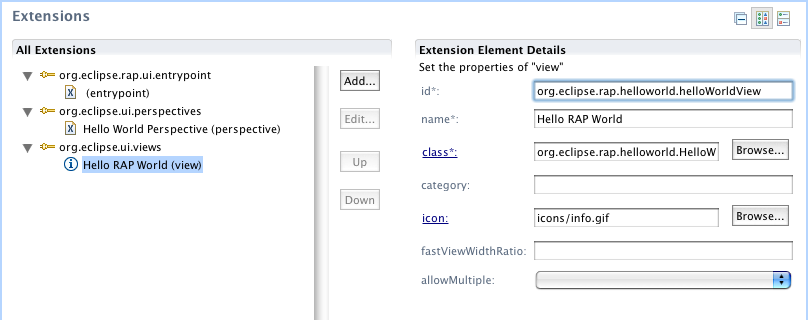 Extensions
All Extensions
org.eclipse.rap.ui.entrypoint
(entrypoint)
org.eclipse.ui.perspectives
Hello World Perspective (perspective)
org.eclipse.ui.views
Hello RAP World (view)
Add...
Edit...
Up
Down
Extension Element Details
Set the properties of "view"
id*: org.eclipse.rap.helloworld.helloWorldView
name*: Hello RAP World
class*: org.eclipse.rap.helloworld.HelloW Browse...
category:
icon: icons/info.gif Browse...
fastViewWidthRatio:
allowMultiple: